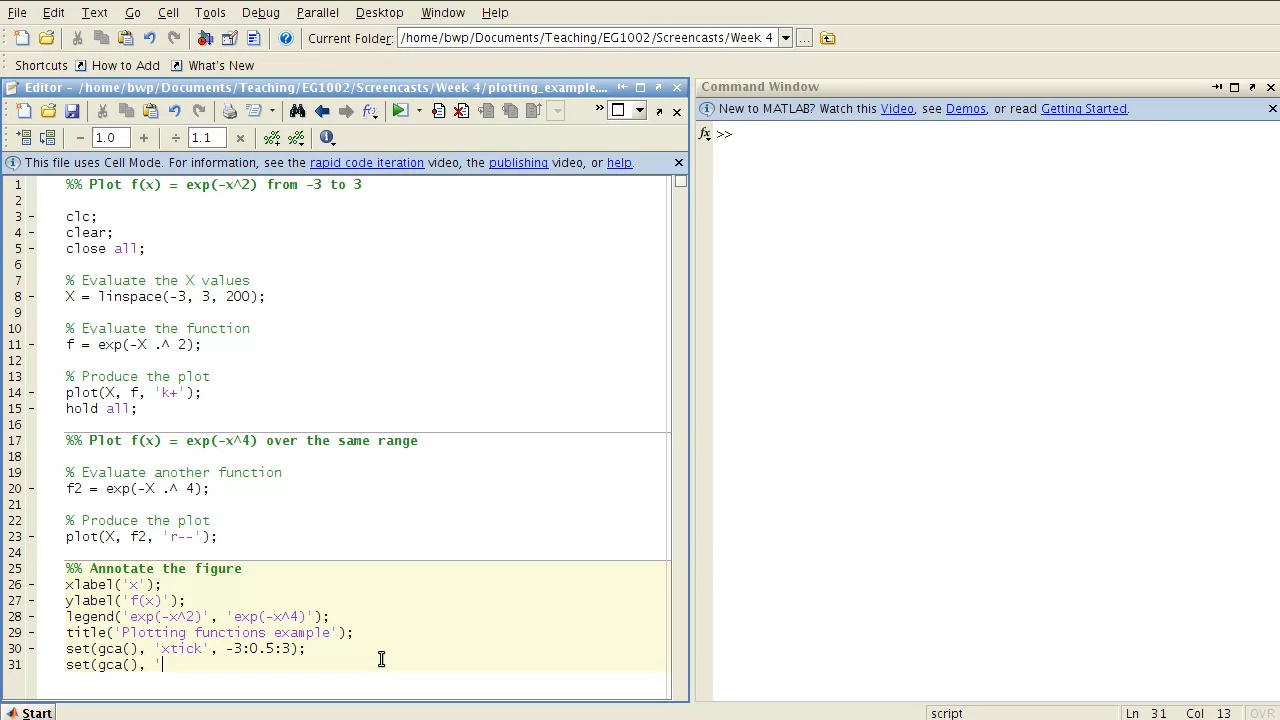 File Edit Text Go Cell Tools Debug Parallel Desktop Window Help
Current Folder: /home/bwp/Documents/Teaching/EG1002/Screencasts/Week 4
Shortcuts How to Add What's New
Editor - /home/bwp/Documents/Teaching/EG1002/Screencasts/Week 4/plotting_example....
Command Window
New to MATLAB? Watch this Video, see Demos, or read Getting Started.
fx >>
1.0 1.1
This file uses Cell Mode. For information, see the rapid code iteration video, the publishing video, or help.
1 %% Plot f(x) = exp(-x^2) from -3 to 3
2
3 - clc;
4 - clear;
5 - close all;
6
7 % Evaluate the X values
8 - X = linspace(-3, 3, 200);
9
10 % Evaluate the function
11 - f = exp(-X .^ 2);
12
13 % Produce the plot
14 - plot(X, f, 'k+');
15 - hold all;
16
17 %% Plot f(x) = exp(-x^4) over the same range
18
19 % Evaluate another function
20 - f2 = exp(-X .^ 4);
21
22 % Produce the plot
23 - plot(X, f2, 'r--');
24
25 %% Annotate the figure
26 - xlabel('x');
27 - ylabel('f(x)');
28 - legend('exp(-x^2)', 'exp(-x^4)');
29 - title('Plotting functions example');
30 - set(gca(), 'xtick', -3:0.5:3);
31 set(gca(), '
Start script Ln 31 Col 13 OVR